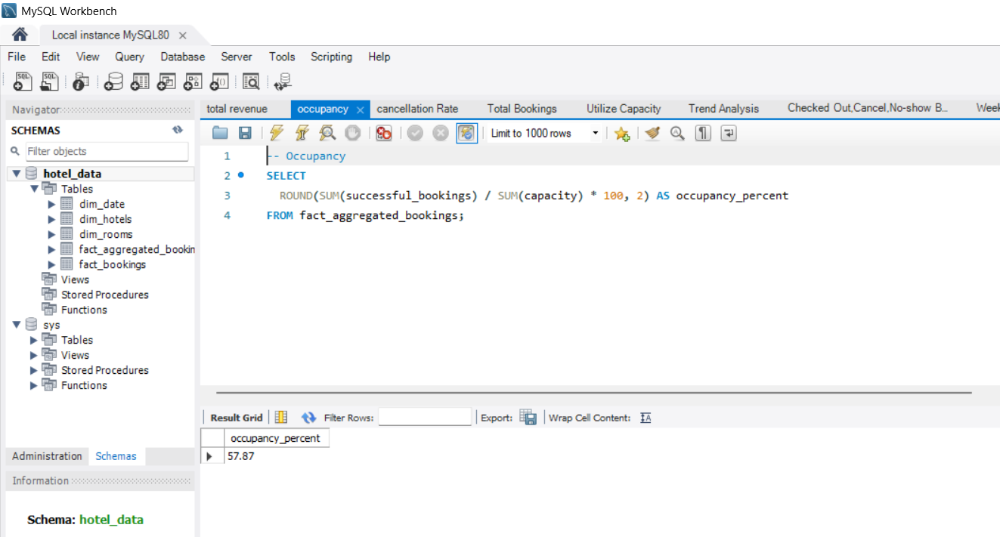 MySQL Workbench
Local instance MySQL80
File Edit View Query Database Server Tools Scripting Help
Navigator
SCHEMAS
Filter objects
hotel_data
Tables
dim_date
dim_hotels
dim_rooms
fact_aggregated_bookin
fact_bookings
Views
Stored Procedures
Functions
sys
Tables
Views
Stored Procedures
Functions
Administration Schemas
Information
Schema: hotel_data
total revenue occupancy cancellation Rate Total Bookings Utilize Capacity Trend Analysis Checked Out,Cancel,No-show B... Week
Limit to 1000 rows
1 -- Occupancy
2 SELECT
3 ROUND(SUM(successful_bookings) / SUM(capacity) * 100, 2) AS occupancy_percent
4 FROM fact_aggregated_bookings;
Result Grid Filter Rows: Export: Wrap Cell Content:
occupancy_percent
57.87